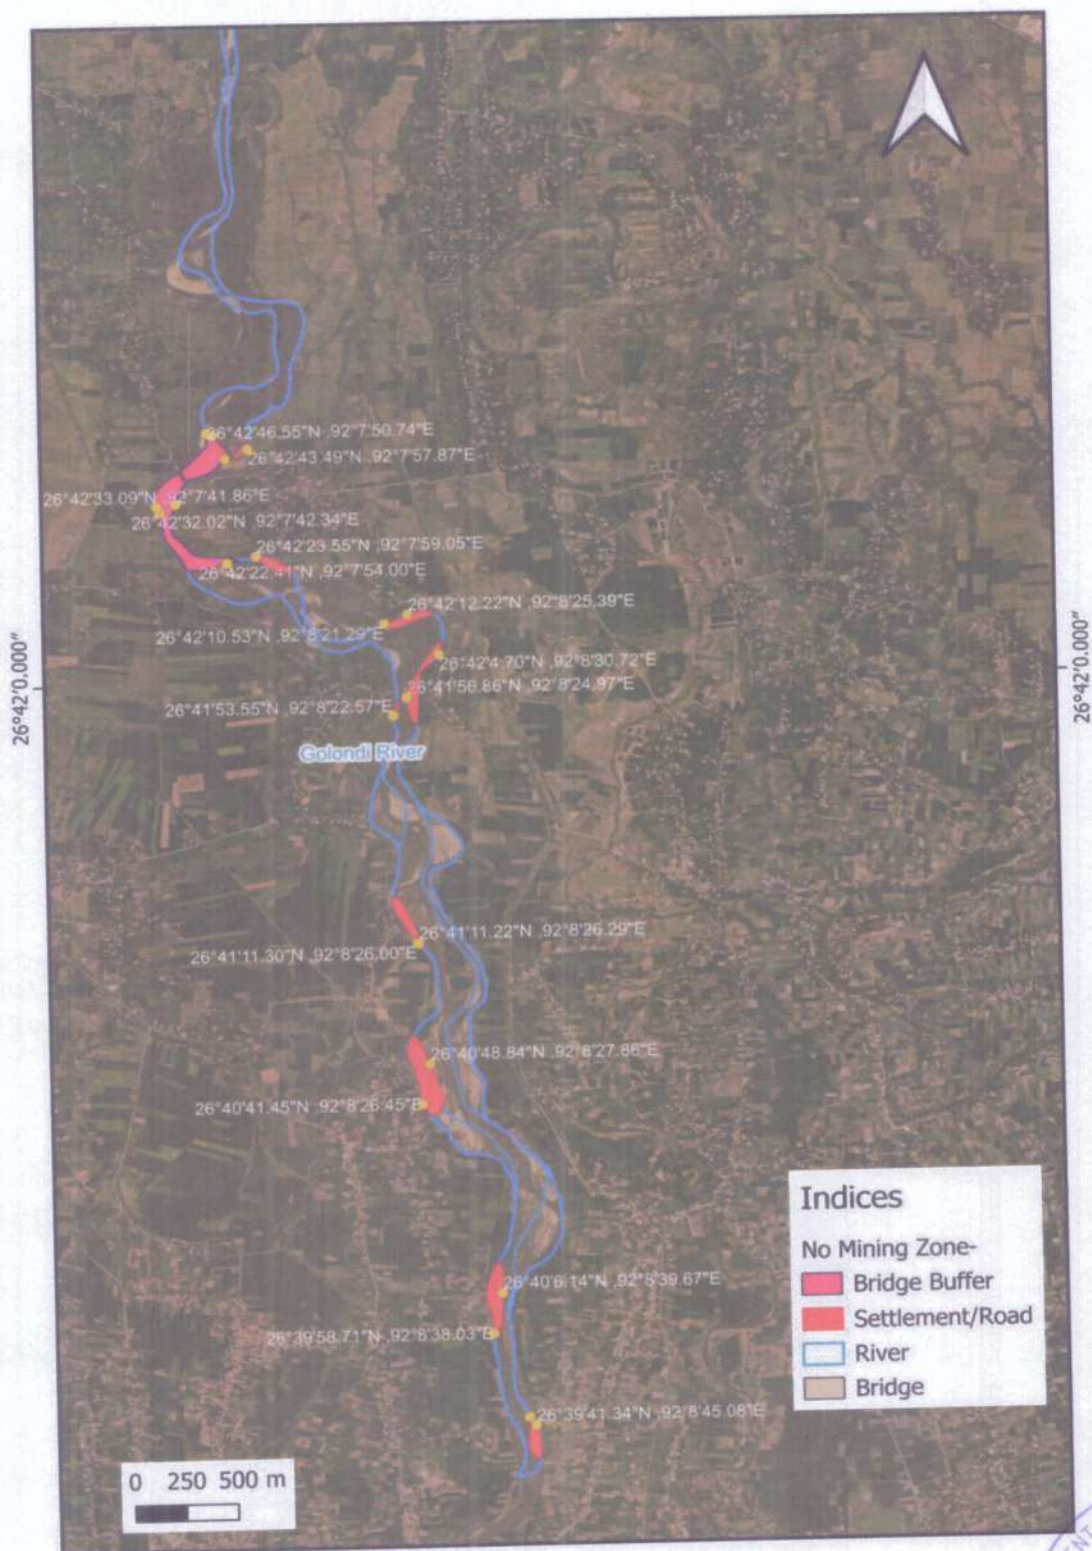 26°42'46.55"N ,92°7'50.74"E
26°42'43.49"N ,92°7'57.87"E
26°42'33.09"N ,92°7'41.86"E
26°42'32.02"N ,92°7'42.34"E
26°42'23.55"N ,92°7'59.05"E
26°42'22.41"N ,92°7'54.00"E
26°42'12.22"N ,92°8'25.39"E
26°42'10.53"N ,92°8'21.29"E
26°42'4.70"N ,92°8'30.72"E
26°42'0.000"
26°42'0.000"
26°41'56.86"N ,92°8'24.97"E
26°41'53.55"N ,92°8'22.57"E
Golondi River
26°41'11.22"N ,92°8'26.29"E
26°41'11.30"N ,92°8'26.00"E
26°40'48.84"N ,92°8'27.86"E
26°40'41.45"N ,92°8'26.45"E
26°40'6.14"N ,92°8'39.67"E
26°39'58.71"N ,92°8'38.03"E
26°39'41.34"N ,92°8'45.08"E
Indices
No Mining Zone-
Bridge Buffer
Settlement/Road
River
Bridge
0 250 500 m